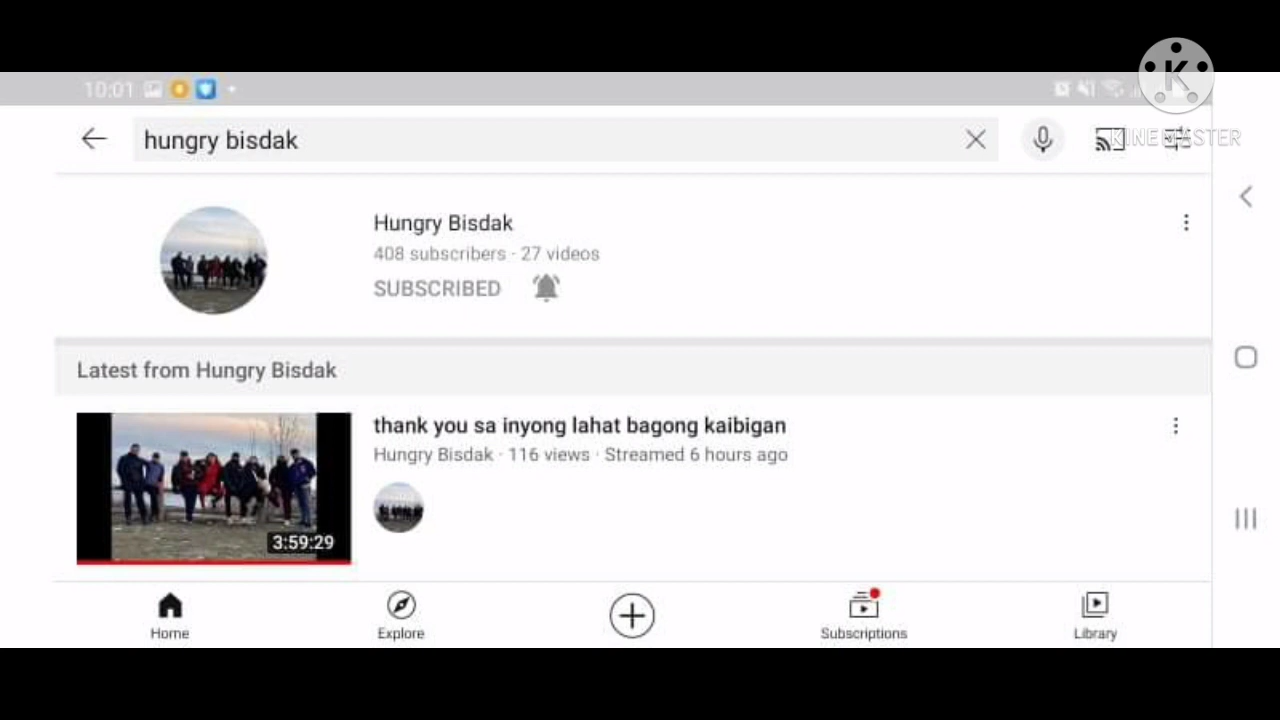 10:01
KINEMASTER
hungry bisdak
Hungry Bisdak
408 subscribers · 27 videos
SUBSCRIBED
Latest from Hungry Bisdak
thank you sa inyong lahat bagong kaibigan
Hungry Bisdak · 116 views · Streamed 6 hours ago
3:59:29
Home
Explore
Subscriptions
Library